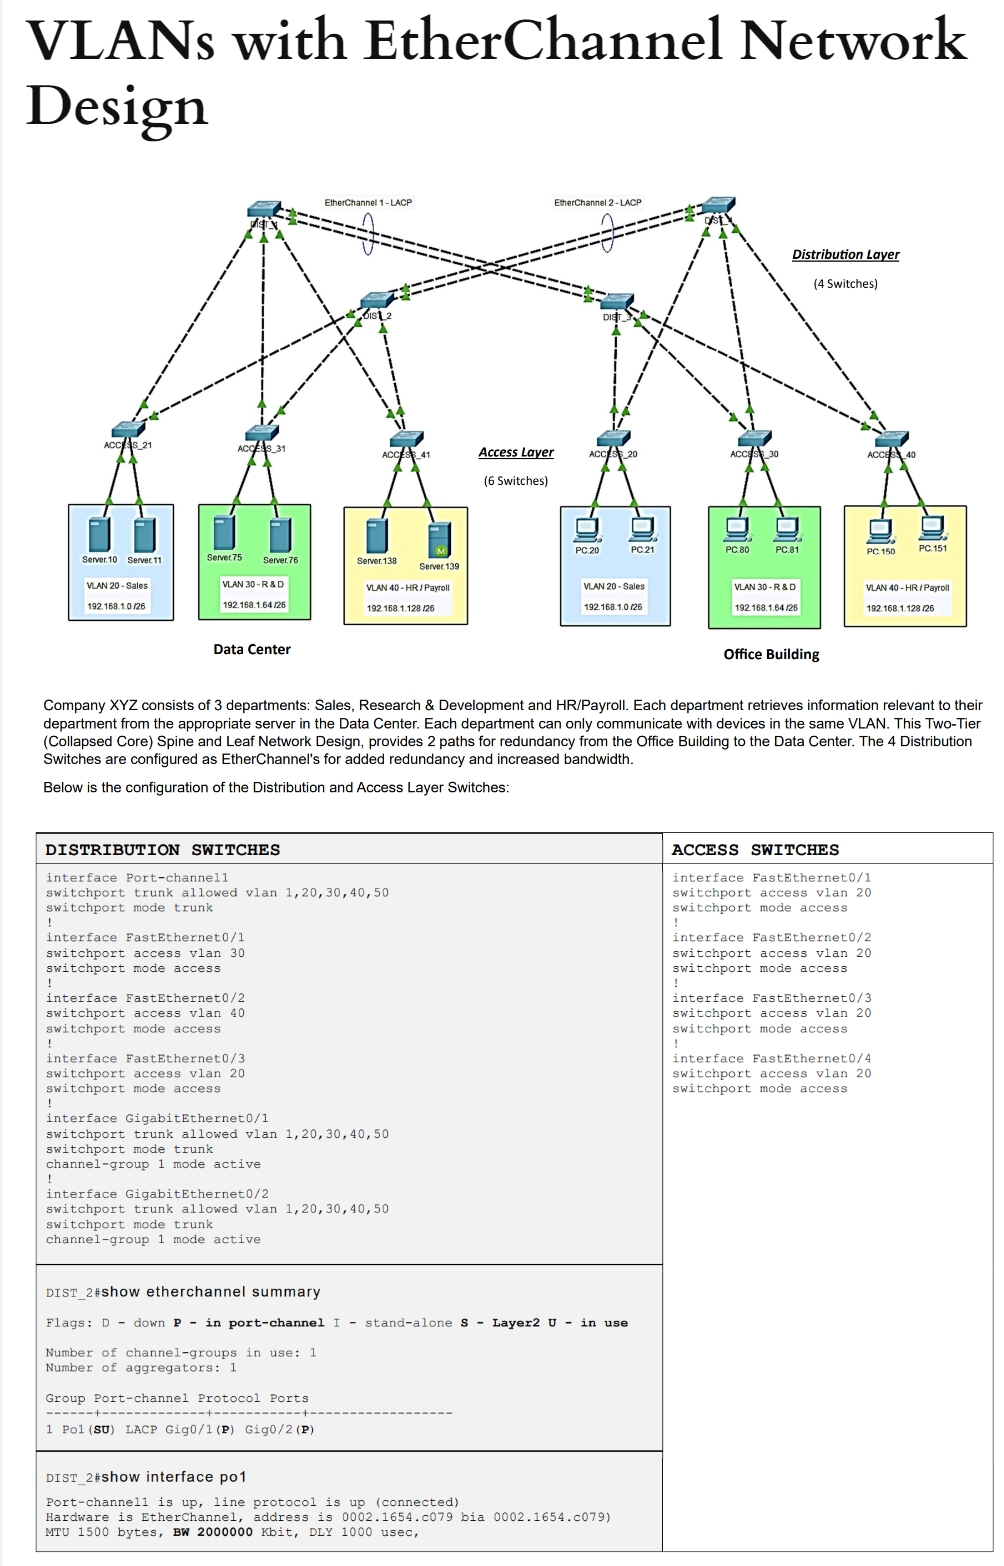 VLANs with EtherChannel Network
Design
EtherChannel 1 - LACP
EtherChannel 2 - LACP
Distribution Layer
(4 Switches)
DIST_2
DIST_3
ACCESS_21
ACCESS_31
ACCESS_41
Access Layer
(6 Switches)
ACCESS_20
ACCESS_30
ACCESS_40
Server.10
Server.11
VLAN 20 - Sales
192.168.1.0 /26
Server.75
Server.76
VLAN 30 - R & D
192.168.1.64 /26
Server.138
Server.139
M
VLAN 40 - HR / Payroll
192.168.1.128 /26
PC.20
PC.21
VLAN 20 - Sales
192.168.1.0 /26
PC.80
PC.81
VLAN 30 - R & D
192.168.1.64 /26
PC.150
PC.151
VLAN 40 - HR / Payroll
192.168.1.128 /26
Data Center
Office Building
Company XYZ consists of 3 departments: Sales, Research & Development and HR/Payroll. Each department retrieves information relevant to their
department from the appropriate server in the Data Center. Each department can only communicate with devices in the same VLAN. This Two-Tier
(Collapsed Core) Spine and Leaf Network Design, provides 2 paths for redundancy from the Office Building to the Data Center. The 4 Distribution
Switches are configured as EtherChannel's for added redundancy and increased bandwidth.
Below is the configuration of the Distribution and Access Layer Switches:
DISTRIBUTION SWITCHES
interface Port-channel1
switchport trunk allowed vlan 1,20,30,40,50
switchport mode trunk
!
interface FastEthernet0/1
switchport access vlan 30
switchport mode access
!
interface FastEthernet0/2
switchport access vlan 40
switchport mode access
!
interface FastEthernet0/3
switchport access vlan 20
switchport mode access
!
interface GigabitEthernet0/1
switchport trunk allowed vlan 1,20,30,40,50
switchport mode trunk
channel-group 1 mode active
!
interface GigabitEthernet0/2
switchport trunk allowed vlan 1,20,30,40,50
switchport mode trunk
channel-group 1 mode active
DIST_2#show etherchannel summary
Flags: D - down P - in port-channel I - stand-alone S - Layer2 U - in use
Number of channel-groups in use: 1
Number of aggregators: 1
Group Port-channel Protocol Ports
------+-------------+-----------+------------------
1 Po1(SU) LACP Gig0/1(P) Gig0/2(P)
DIST_2#show interface po1
Port-channel1 is up, line protocol is up (connected)
Hardware is EtherChannel, address is 0002.1654.c079 bia 0002.1654.c079)
MTU 1500 bytes, BW 2000000 Kbit, DLY 1000 usec,
ACCESS SWITCHES
interface FastEthernet0/1
switchport access vlan 20
switchport mode access
!
interface FastEthernet0/2
switchport access vlan 20
switchport mode access
!
interface FastEthernet0/3
switchport access vlan 20
switchport mode access
!
interface FastEthernet0/4
switchport access vlan 20
switchport mode access